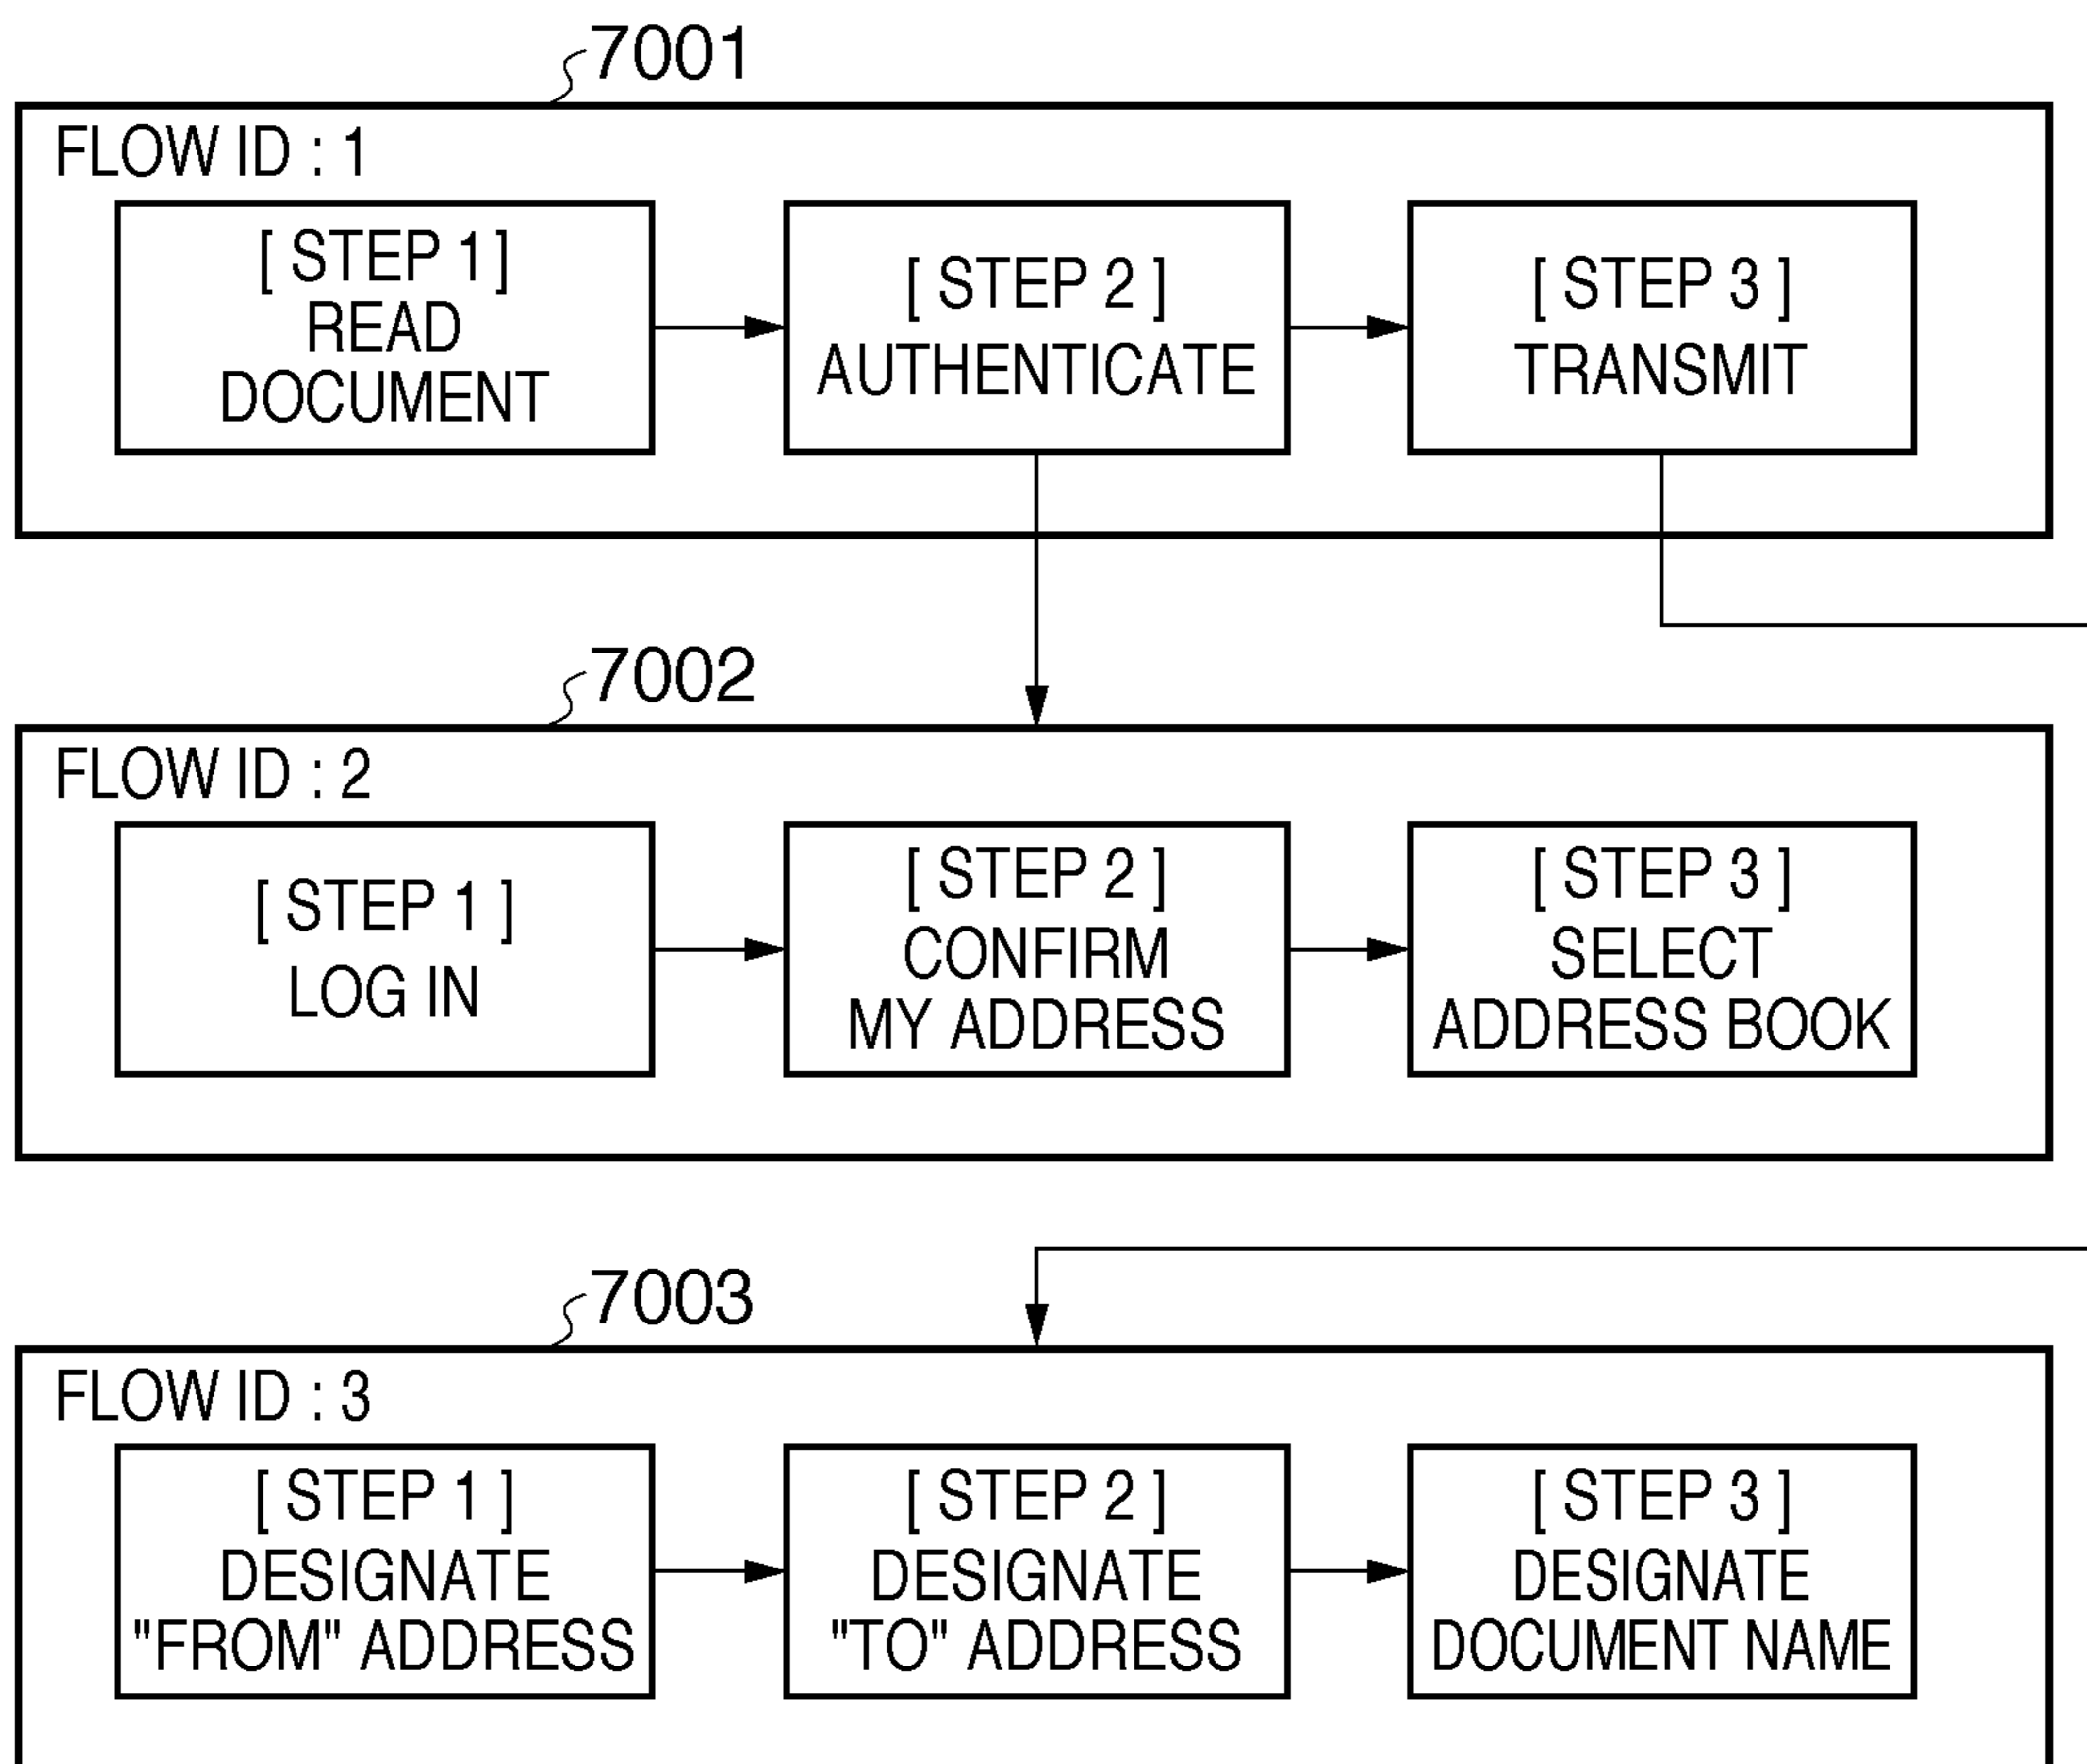 7001
FLOW ID : 1
[ STEP 1 ]
READ
DOCUMENT
[ STEP 2 ]
AUTHENTICATE
[ STEP 3 ]
TRANSMIT
7002
FLOW ID : 2
[ STEP 1 ]
LOG IN
[ STEP 2 ]
CONFIRM
MY ADDRESS
[ STEP 3 ]
SELECT
ADDRESS BOOK
7003
FLOW ID : 3
[ STEP 1 ]
DESIGNATE
"FROM" ADDRESS
[ STEP 2 ]
DESIGNATE
"TO" ADDRESS
[ STEP 3 ]
DESIGNATE
DOCUMENT NAME